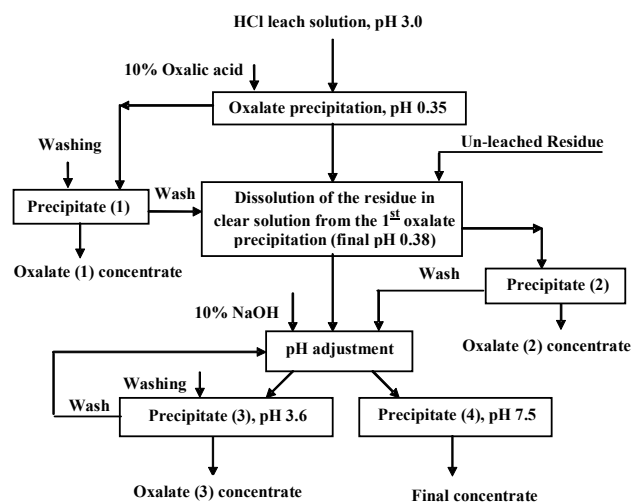 HCl leach solution, pH 3.0
10% Oxalic acid
Oxalate precipitation, pH 0.35
Washing
Un-leached Residue
Precipitate (1)
Wash
Dissolution of the residue in
clear solution from the 1st oxalate
precipitation (final pH 0.38)
Oxalate (1) concentrate
Wash
Precipitate (2)
10% NaOH
Oxalate (2) concentrate
pH adjustment
Washing
Wash
Precipitate (3), pH 3.6
Precipitate (4), pH 7.5
Oxalate (3) concentrate
Final concentrate